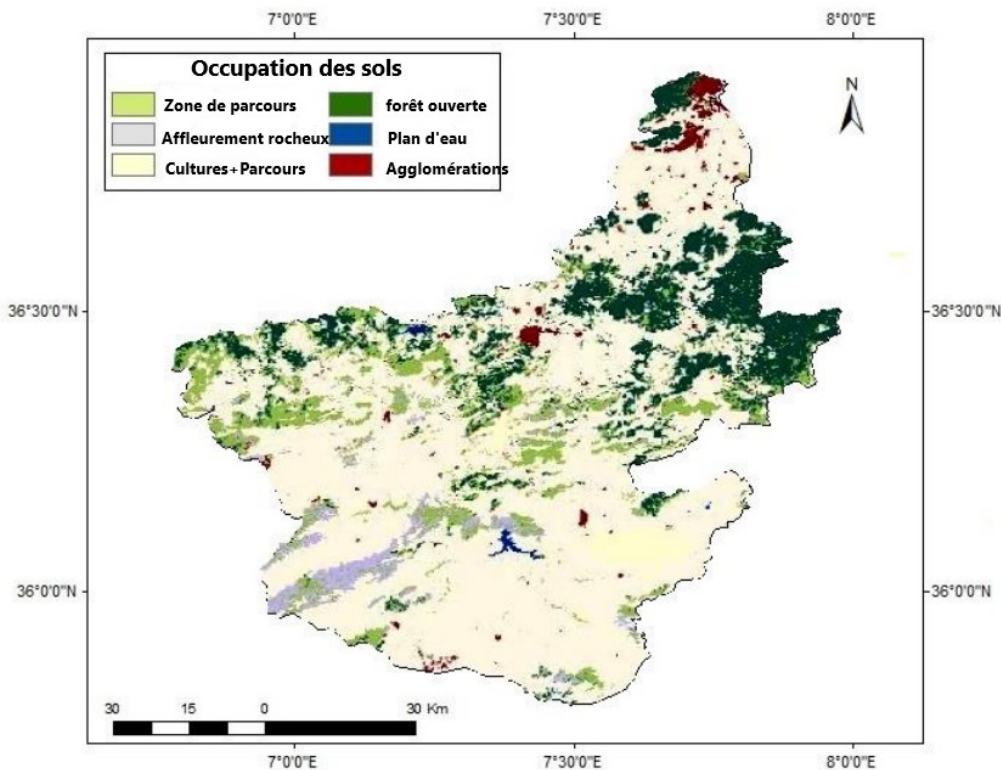 7°0'0"E 7°30'0"E 8°0'0"E
Occupation des sols
Zone de parcours forêt ouverte
Affleurement rocheux Plan d'eau
Cultures+Parcours Agglomérations
N
36°30'0"N 36°30'0"N
36°0'0"N 36°0'0"N
30 15 0 30 Km
7°0'0"E 7°30'0"E 8°0'0"E